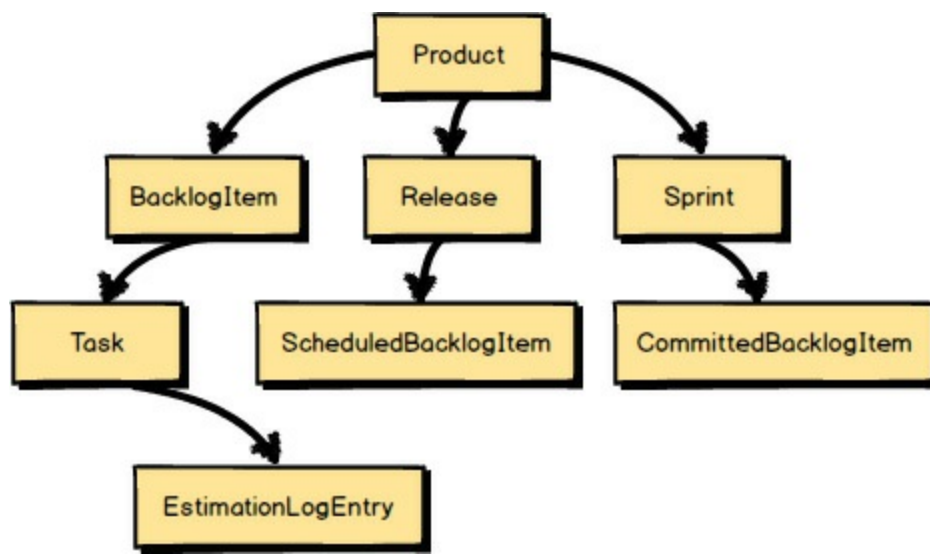 Product
BacklogItem
Release
Sprint
Task
ScheduledBacklogItem
CommittedBacklogItem
EstimationLogEntry